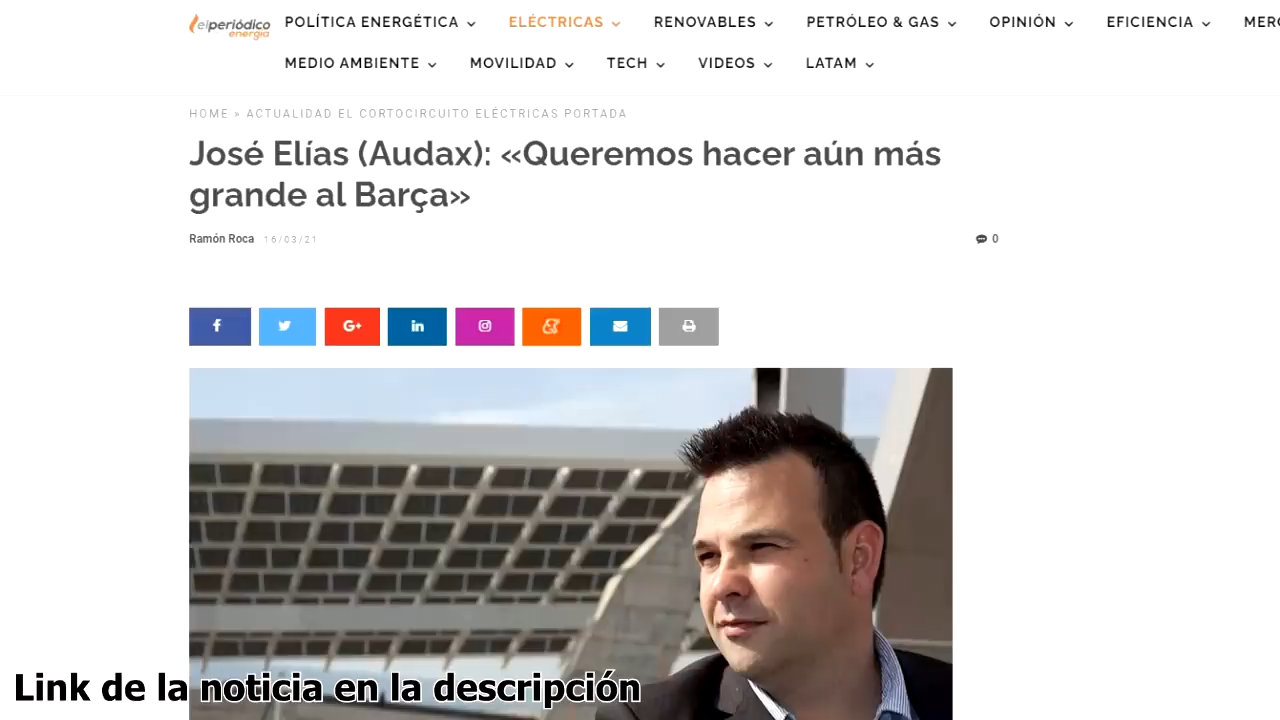 elperiódico
energía
POLÍTICA ENERGÉTICA ELÉCTRICAS RENOVABLES PETRÓLEO & GAS OPINIÓN EFICIENCIA
MEDIO AMBIENTE MOVILIDAD TECH VIDEOS LATAM
HOME » ACTUALIDAD EL CORTOCIRCUITO ELÉCTRICAS PORTADA
José Elías (Audax): «Queremos hacer aún más
grande al Barça»
Ramón Roca 16/03/21 0
Link de la noticia en la descripción